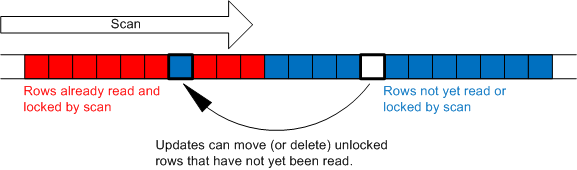 Scan
Rows already read and
locked by scan
Rows not yet read or
locked by scan
Updates can move (or delete) unlocked
rows that have not yet been read.